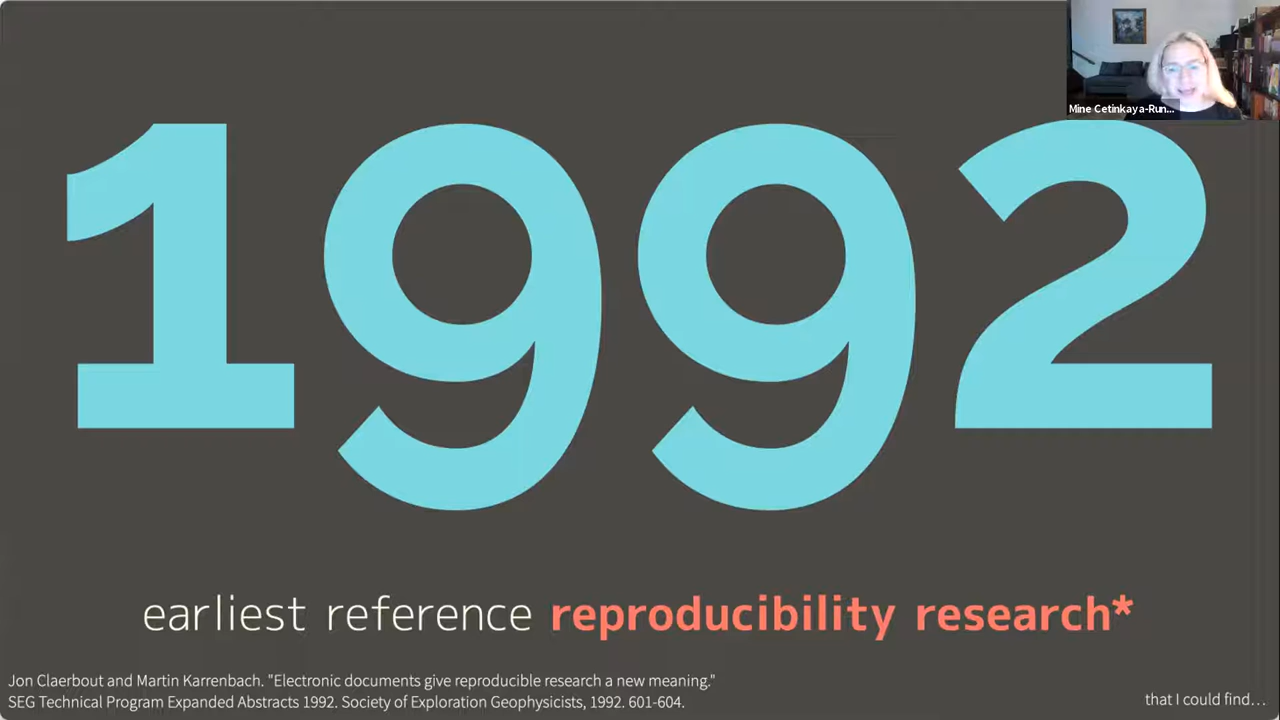 Mine Cetinkaya-Run...
1992
earliest reference reproducibility research*
Jon Claerbout and Martin Karrenbach. "Electronic documents give reproducible research a new meaning."
SEG Technical Program Expanded Abstracts 1992. Society of Exploration Geophysicists, 1992. 601-604.
that I could find...